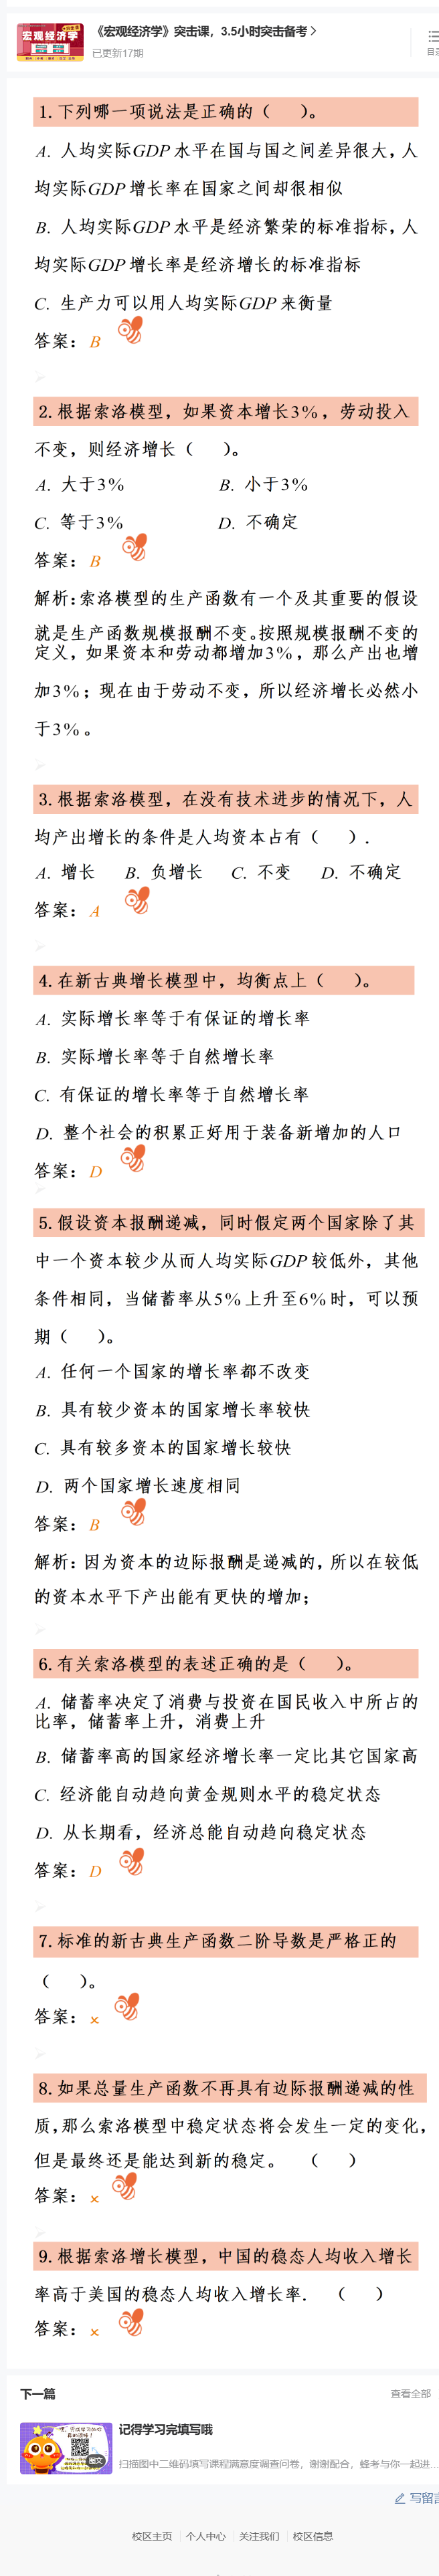 宏观经济学
《宏观经济学》突击课，3.5小时突击备考
已更新17期
1.下列哪一项说法是正确的（ ）。
A. 人均实际GDP水平在国与国之间差异很大，人
均实际GDP增长率在国家之间却很相似
B. 人均实际GDP水平是经济繁荣的标准指标，人
均实际GDP增长率是经济增长的标准指标
C. 生产力可以用人均实际GDP来衡量
答案：B
2.根据索洛模型，如果资本增长3%，劳动投入
不变，则经济增长（ ）。
A. 大于3% B. 小于3%
C. 等于3% D. 不确定
答案：B
解析：索洛模型的生产函数有一个及其重要的假设
就是生产函数规模报酬不变。按照规模报酬不变的
定义，如果资本和劳动都增加3%，那么产出也增
加3%；现在由于劳动不变，所以经济增长必然小
于3%。
3.根据索洛模型，在没有技术进步的情况下，人
均产出增长的条件是人均资本占有（ ）.
A. 增长 B. 负增长 C. 不变 D. 不确定
答案：A
4.在新古典增长模型中，均衡点上（ ）。
A. 实际增长率等于有保证的增长率
B. 实际增长率等于自然增长率
C. 有保证的增长率等于自然增长率
D. 整个社会的积累正好用于装备新增加的人口
答案：D
5.假设资本报酬递减，同时假定两个国家除了其
中一个资本较少从而人均实际GDP较低外，其他
条件相同，当储蓄率从5%上升至6%时，可以预
期（ ）。
A. 任何一个国家的增长率都不改变
B. 具有较少资本的国家增长率较快
C. 具有较多资本的国家增长较快
D. 两个国家增长速度相同
答案：B
解析：因为资本的边际报酬是递减的，所以在较低
的资本水平下产出能有更快的增加；
6.有关索洛模型的表述正确的是（ ）。
A. 储蓄率决定了消费与投资在国民收入中所占的
比率，储蓄率上升，消费上升
B. 储蓄率高的国家经济增长率一定比其它国家高
C. 经济能自动趋向黄金规则水平的稳定状态
D. 从长期看，经济总能自动趋向稳定状态
答案：D
7.标准的新古典生产函数二阶导数是严格正的
（ ）。
答案：×
8.如果总量生产函数不再具有边际报酬递减的性
质，那么索洛模型中稳定状态将会发生一定的变化，
但是最终还是能达到新的稳定。（ ）
答案：×
9.根据索洛增长模型，中国的稳态人均收入增长
率高于美国的稳态人均收入增长率.（ ）
答案：×
下一篇
查看全部
图文
记得学习完填写哦
扫描图中二维码填写课程满意度调查问卷，谢谢配合，蜂考与你一起进...
写留言
校区主页 个人中心 关注我们 校区信息